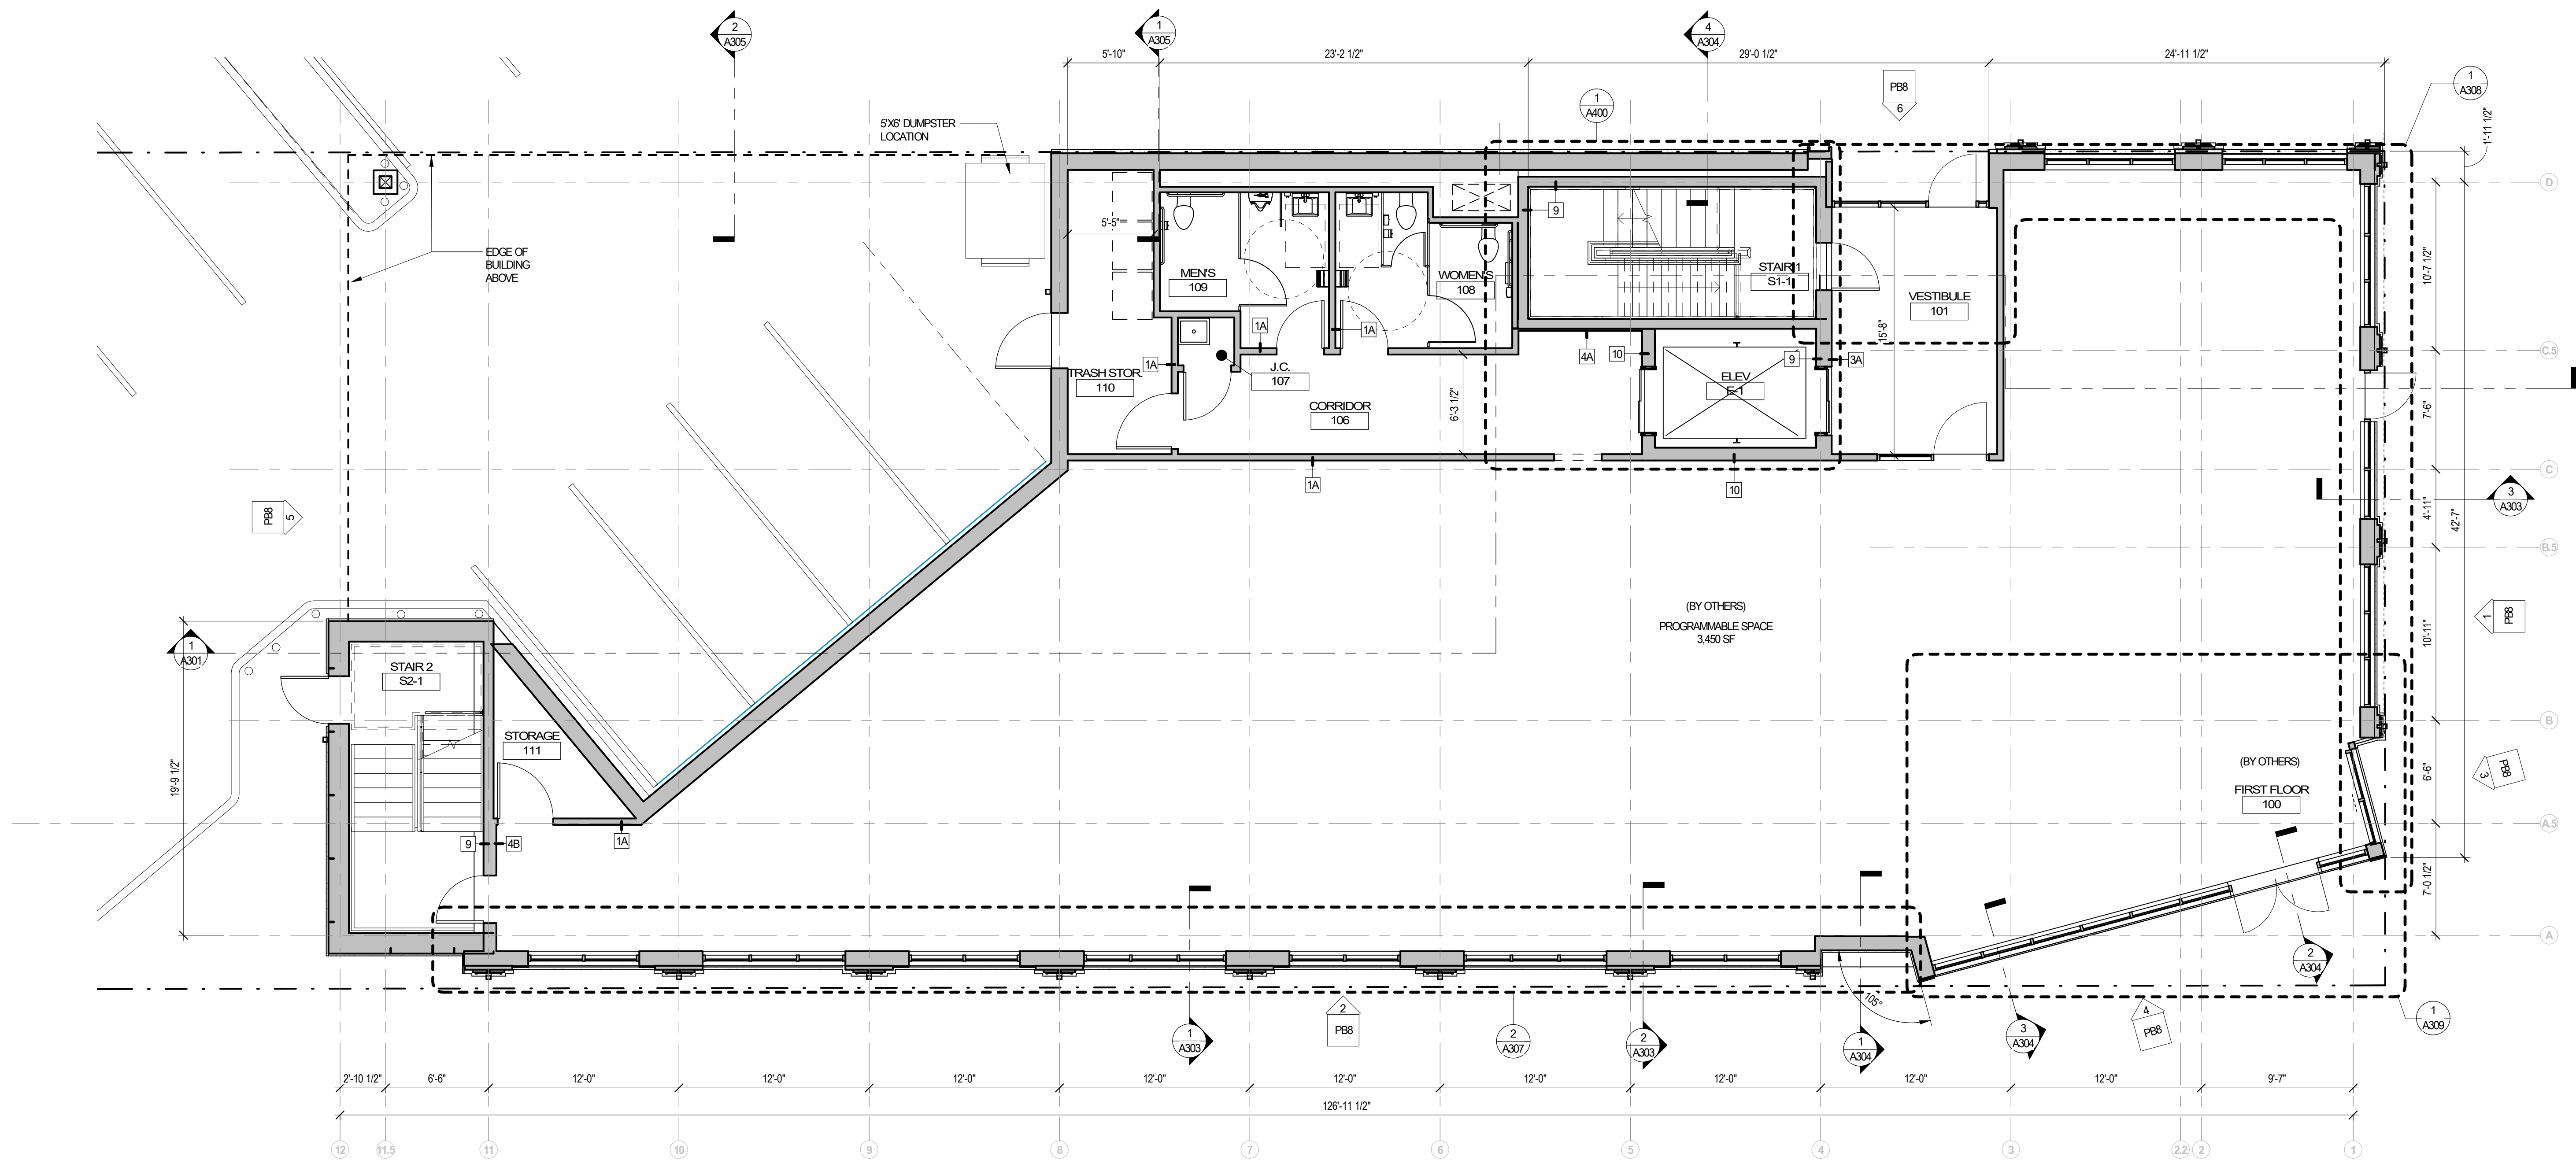 2
A305
1
A305
4
A304
5'-10"
23'-2 1/2"
29'-0 1/2"
24'-11 1/2"
PB8
6
1
A308
1
A400
1'-11 1/2"
5'X6' DUMPSTER
LOCATION
D
9
5'-5"
EDGE OF
BUILDING
ABOVE
MEN'S
109
WOMEN'S
108
STAIR 1
S1-1
VESTIBULE
101
10'-7 1/2"
1A
1A
15'-8"
C.5
1A
4A
10
9
3A
TRASH STOR.
110
J.C.
107
ELEV
E-1
CORRIDOR
106
6'-3 1/2"
7'-6"
C
1A
10
3
A303
PB8
5
4'-11"
42'-7"
B.5
(BY OTHERS)
PROGRAMMABLE SPACE
3,450 SF
1
PB8
10'-11"
1
A301
STAIR 2
S2-1
B
STORAGE
111
(BY OTHERS)
FIRST FLOOR
100
PB8
3
6'-6"
19'-9 1/2"
A.5
9
4B
1A
7'-0 1/2"
A
2
A304
105°
1
A303
2
PB8
2
A307
2
A303
1
A304
3
A304
4
PB8
1
A309
2'-10 1/2"
6'-6"
12'-0"
12'-0"
12'-0"
12'-0"
12'-0"
12'-0"
12'-0"
12'-0"
12'-0"
9'-7"
126'-11 1/2"
12
11.5
11
10
9
8
7
6
5
4
3
2.2
2
1